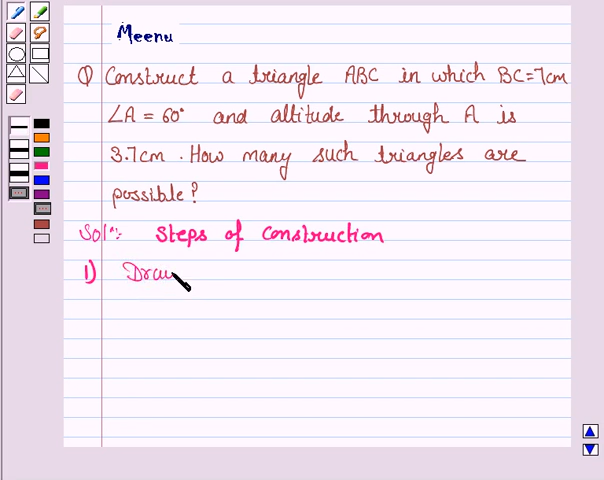 Meenu
Q Construct a triangle ABC in which BC=7cm
∠A = 60° and altitude through A is
3.7cm. How many such triangles are
possible?
Solⁿ: Steps of Construction
1) Draw